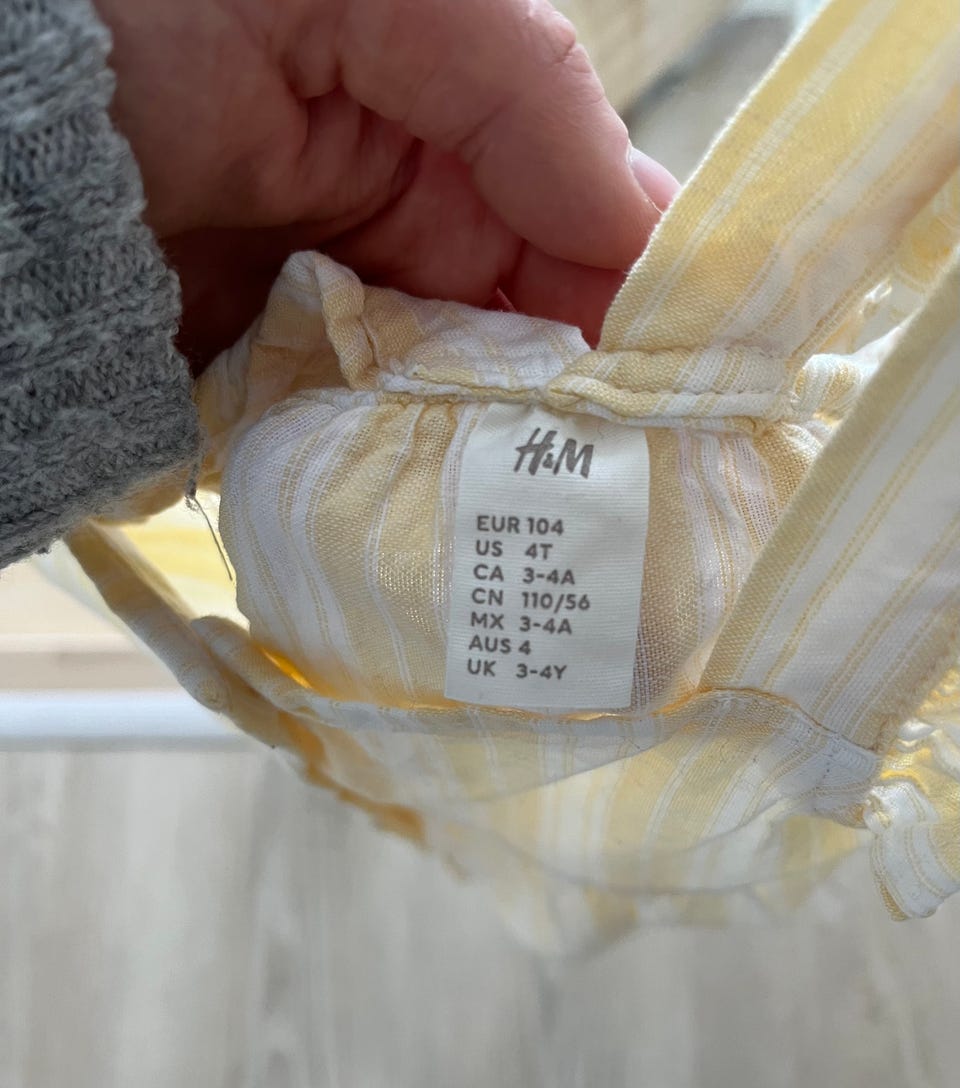 H&M
EUR 104
US 4T
CA 3-4A
CN 110/56
MX 3-4A
AUS 4
UK 3-4Y